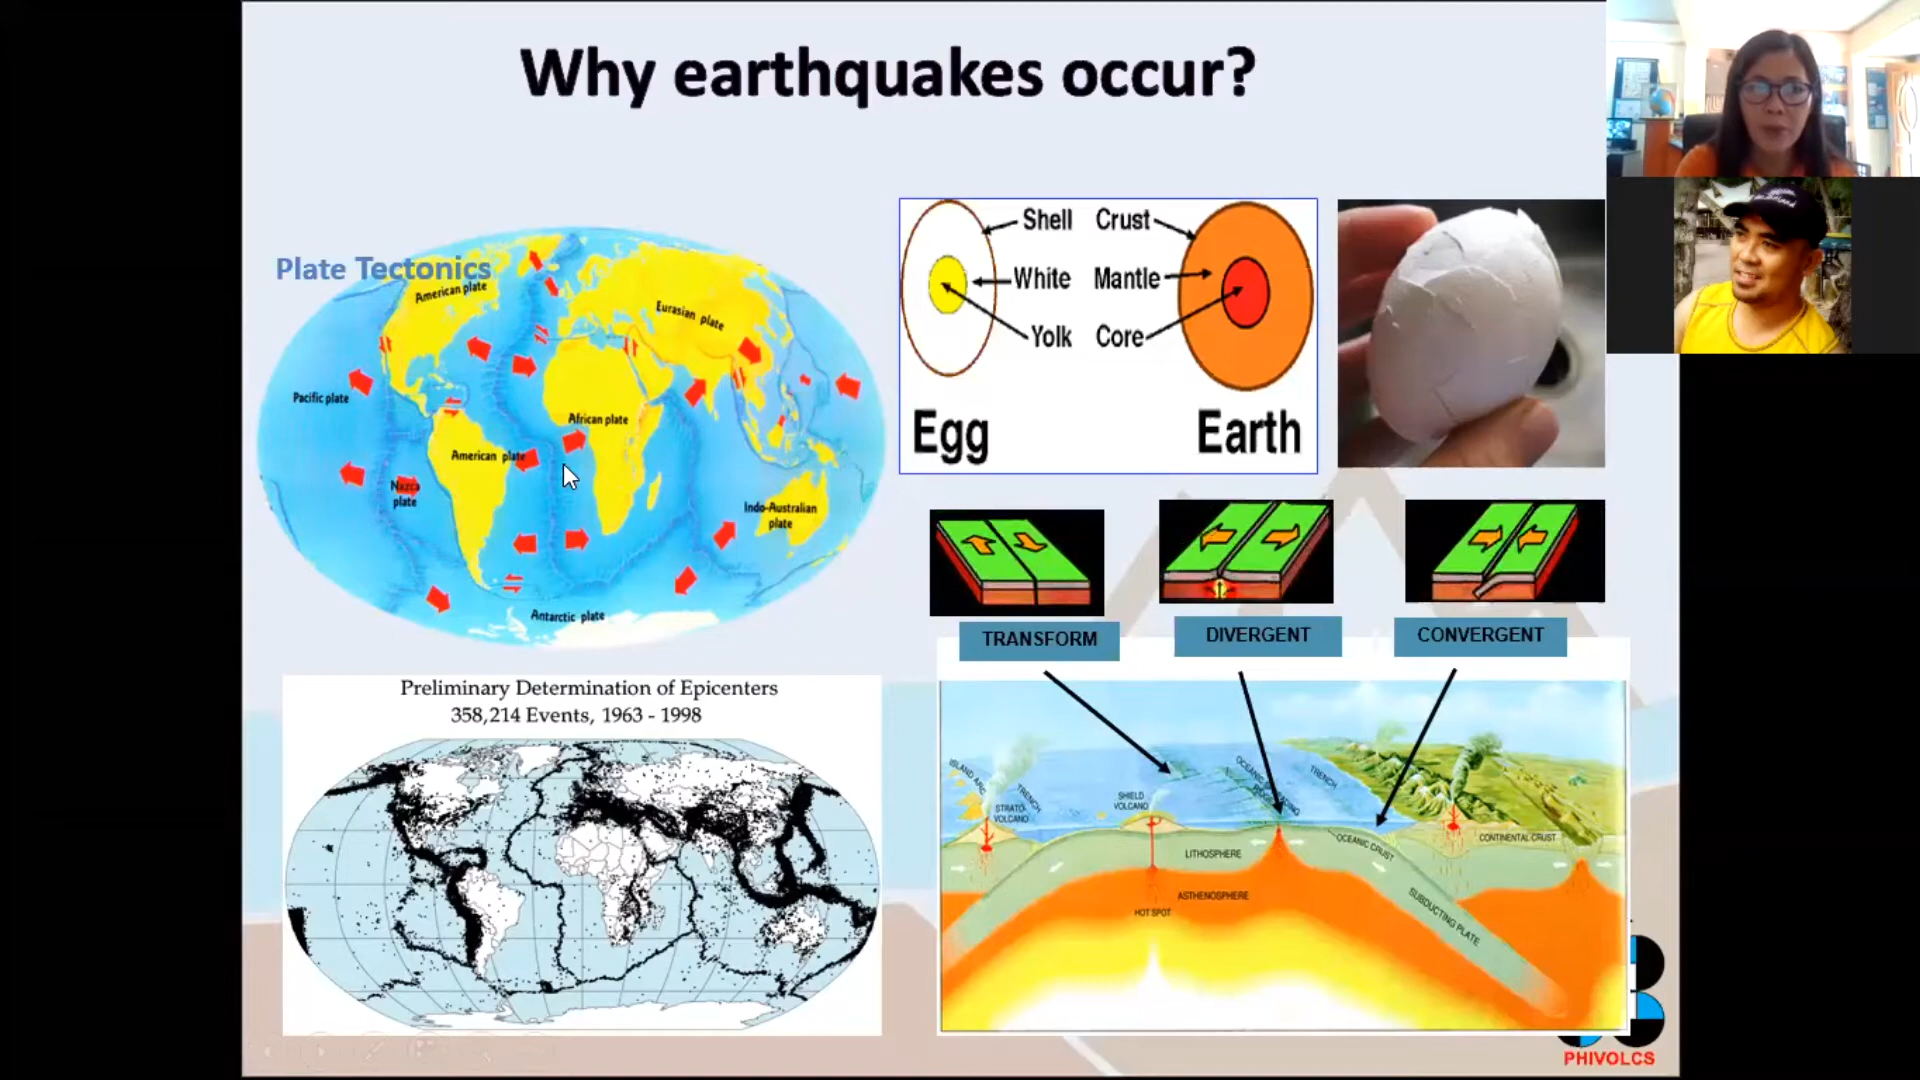 Why earthquakes occur?
Plate Tectonics
American plate
Eurasian plate
Pacific plate
African plate
American plate
Nazca
plate
Indo-Australian
plate
Antarctic plate
Shell Crust
White Mantle
Yolk Core
Egg Earth
TRANSFORM
DIVERGENT
CONVERGENT
Preliminary Determination of Epicenters
358,214 Events, 1963 - 1998
ISLAND ARC
TRENCH
STRATO-
VOLCANO
SHIELD
VOLCANO
OCEANIC
TRENCH
LITHOSPHERE
OCEANIC CRUST
CONTINENTAL CRUST
ASTHENOSPHERE
HOT SPOT
SUBDUCTING PLATE
PHIVOLCS